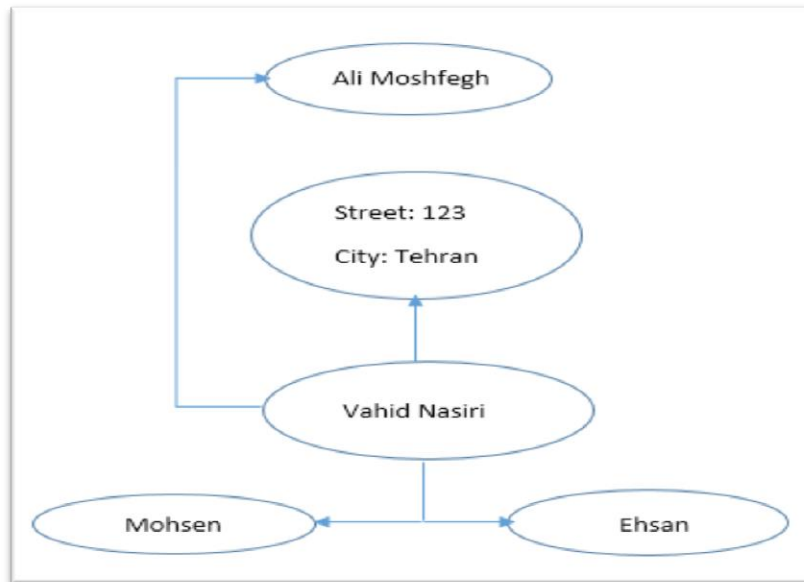 Ali Moshfegh
Street: 123
City: Tehran
Vahid Nasiri
Mohsen
Ehsan